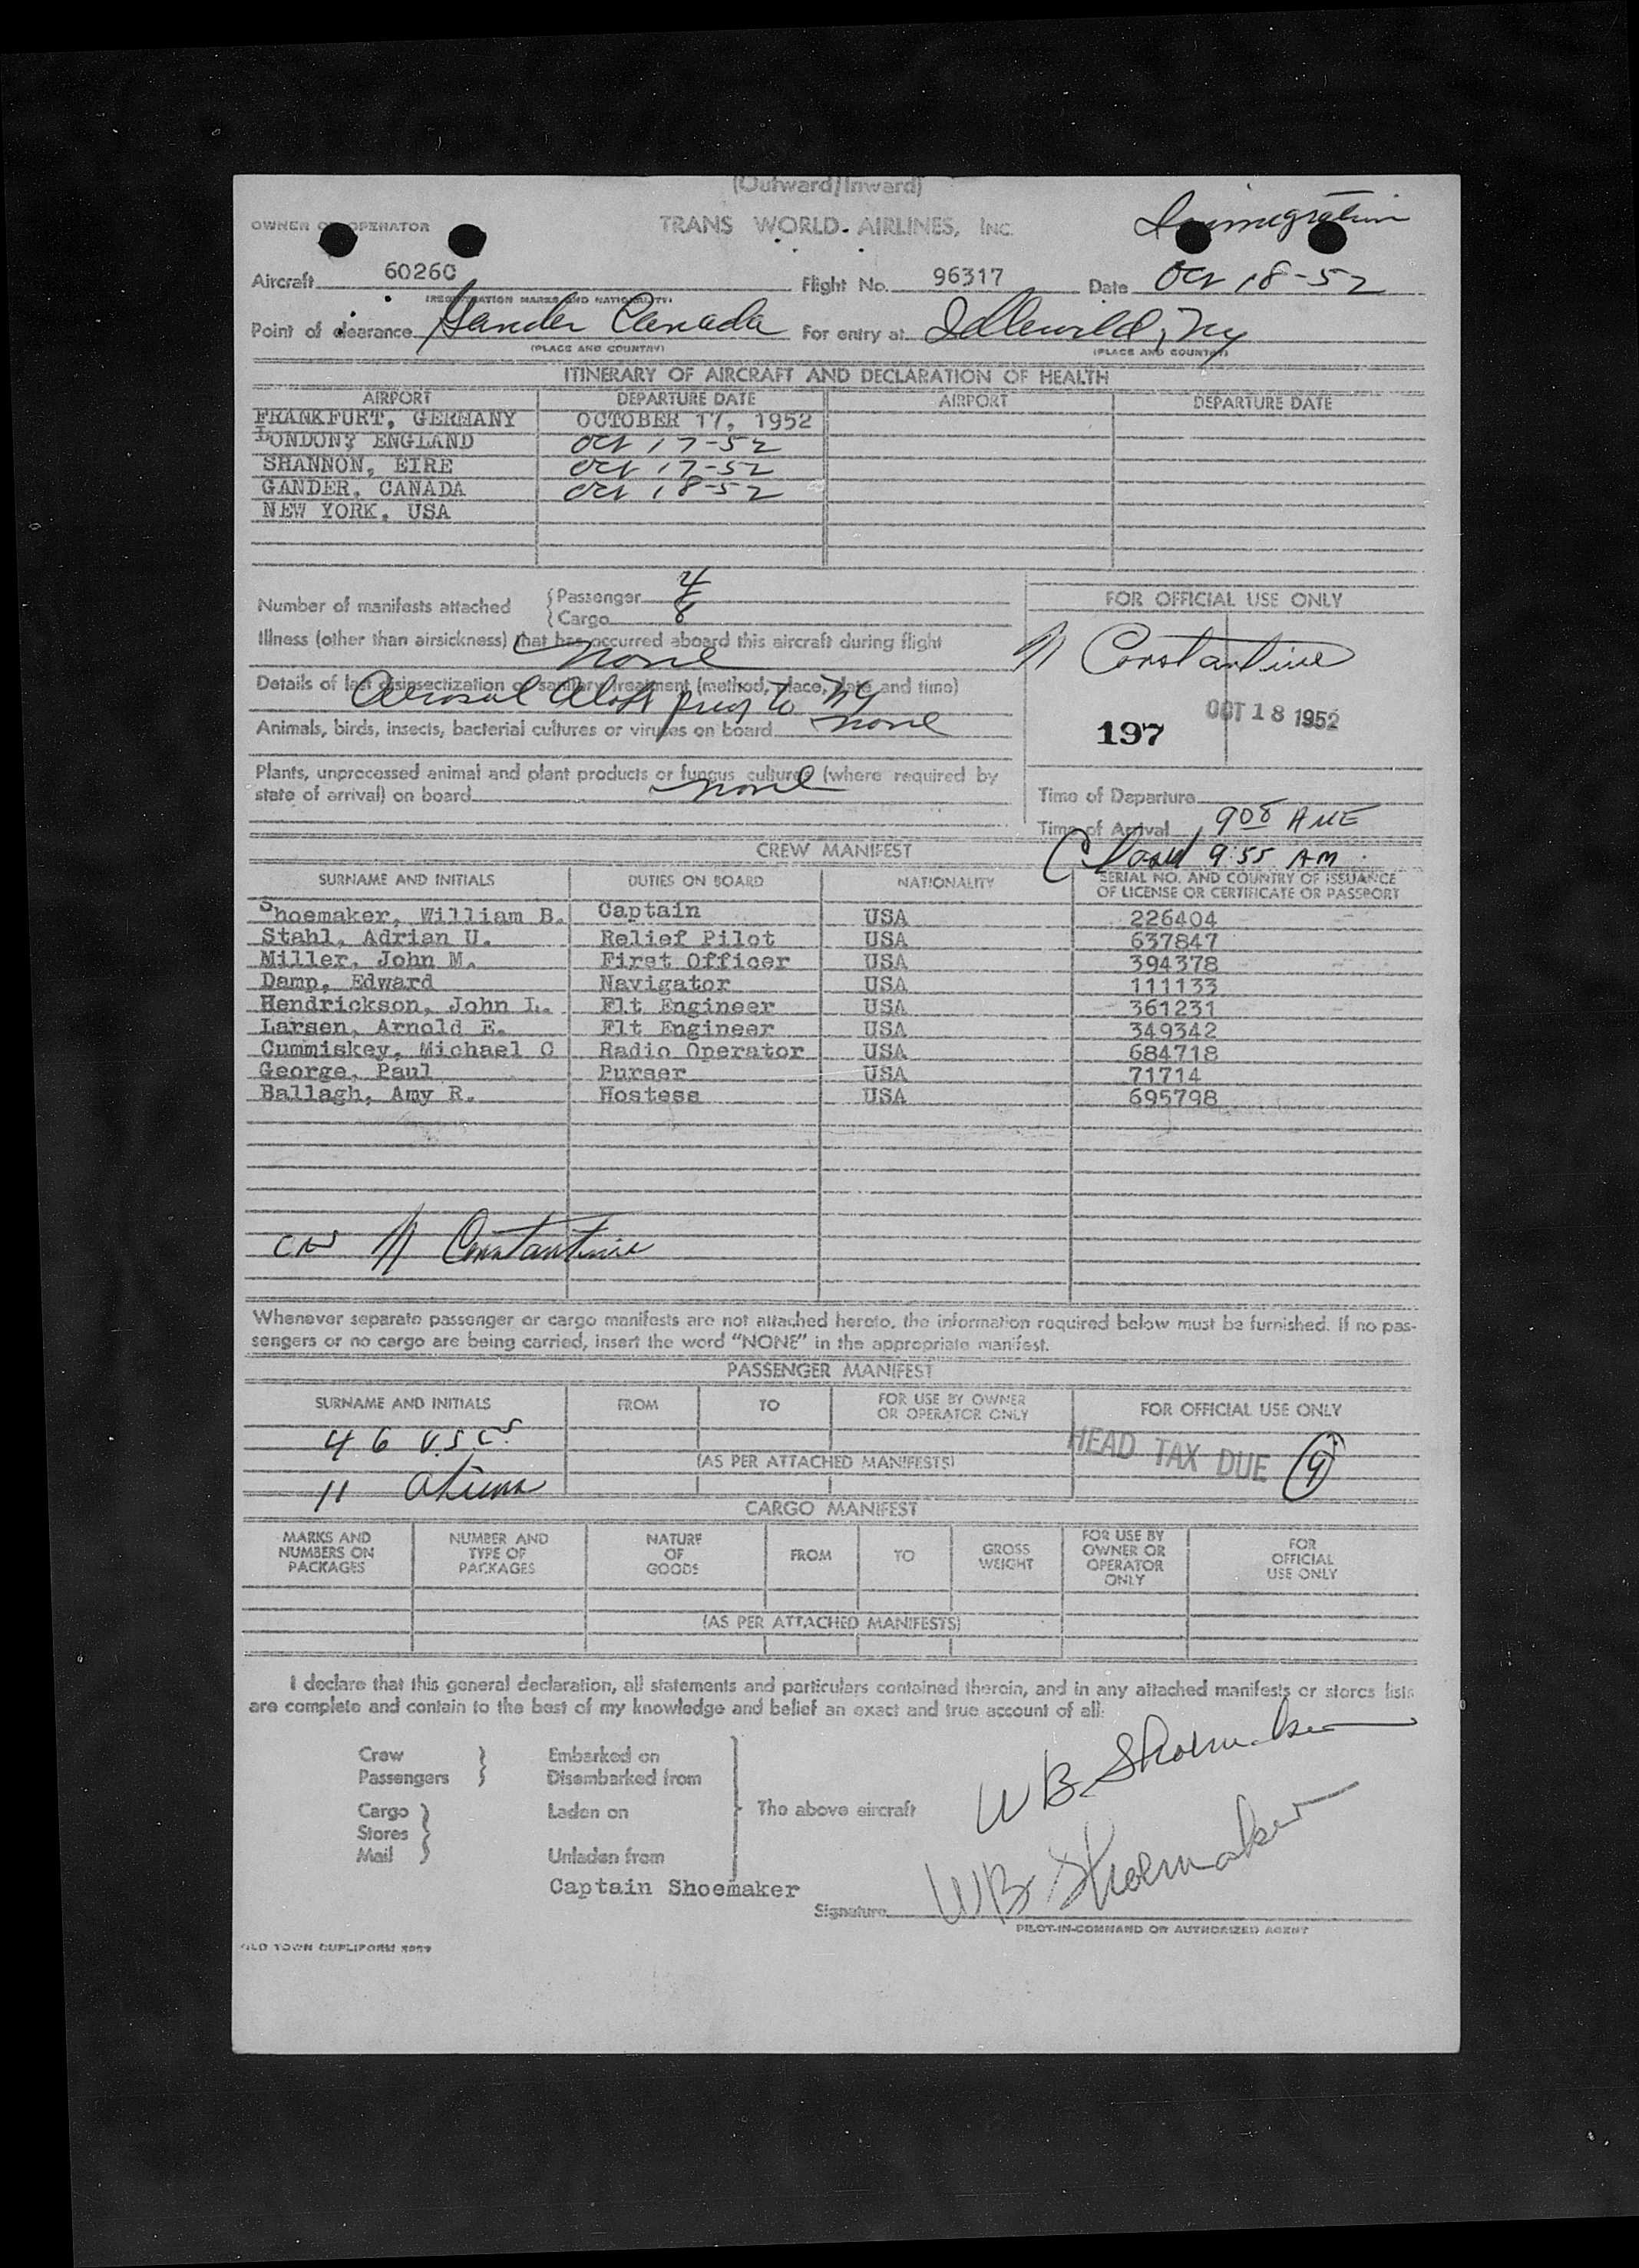 (Outward/Inward)
OWNER OR OPERATOR TRANS WORLD AIRLINES, INC. Immigration
Aircraft 60260 Flight No. 96317 Date Oct 18-52
(REGISTRATION MARKS AND NATIONALITY)
Point of clearance Gander Canada For entry at Idlewild, NY
(PLACE AND COUNTRY) (PLACE AND COUNTRY)
ITINERARY OF AIRCRAFT AND DECLARATION OF HEALTH
AIRPORT DEPARTURE DATE AIRPORT DEPARTURE DATE
FRANKFURT, GERMANY OCTOBER 17, 1952
LONDON, ENGLAND Oct 17-52
SHANNON, EIRE Oct 17-52
GANDER, CANADA Oct 18-52
NEW YORK, USA
Number of manifests attached {Passenger 4
{Cargo 8
FOR OFFICIAL USE ONLY
Illness (other than airsickness) that has occurred aboard this aircraft during flight
none
N Constantine
Details of last disinsectization or sanitary treatment (method, place, date and time)
Aerosol Aloft prior to NY
OCT 18 1952
197
Animals, birds, insects, bacterial cultures or viruses on board none
Plants, unprocessed animal and plant products or fungus cultures (where required by
state of arrival) on board none
Time of Departure
Time of Arrival 908 AM
Closed 9:55 AM
CREW MANIFEST
SURNAME AND INITIALS DUTIES ON BOARD NATIONALITY SERIAL NO. AND COUNTRY OF ISSUANCE
OF LICENSE OR CERTIFICATE OR PASSPORT
Shoemaker, William B. Captain USA 226404
Stahl, Adrian U. Relief Pilot USA 637847
Miller, John M. First Officer USA 394378
Damp, Edward Navigator USA 111133
Hendrickson, John L. Flt Engineer USA 361231
Larsen, Arnold E. Flt Engineer USA 349342
Cummiskey, Michael C Radio Operator USA 684718
George, Paul Purser USA 71714
Ballagh, Amy R. Hostess USA 695798
N Constantine
Whenever separate passenger or cargo manifests are not attached hereto, the information required below must be furnished. If no pas-
sengers or no cargo are being carried, insert the word "NONE" in the appropriate manifest.
PASSENGER MANIFEST
SURNAME AND INITIALS FROM TO FOR USE BY OWNER
OR OPERATOR ONLY FOR OFFICIAL USE ONLY
46 U.S.C.s
(AS PER ATTACHED MANIFESTS) HEAD TAX DUE 9
11 Aliens
CARGO MANIFEST
MARKS AND
NUMBERS ON
PACKAGES
NUMBER AND
TYPE OF
PACKAGES
NATURE
OF
GOODS
FROM
TO
GROSS
WEIGHT
FOR USE BY
OWNER OR
OPERATOR
ONLY
FOR
OFFICIAL
USE ONLY
(AS PER ATTACHED MANIFESTS)
I declare that this general declaration, all statements and particulars contained therein, and in any attached manifests or stores lists
are complete and contain to the best of my knowledge and belief an exact and true account of all:
Crew } Embarked on
Passengers } Disembarked from
Cargo } Laden on The above aircraft
Stores }
Mail } Unladen from
WB Shoemaker
Captain Shoemaker
Signature WB Shoemaker
PILOT-IN-COMMAND OR AUTHORIZED AGENT
OLD TOWN DUPLIFORM